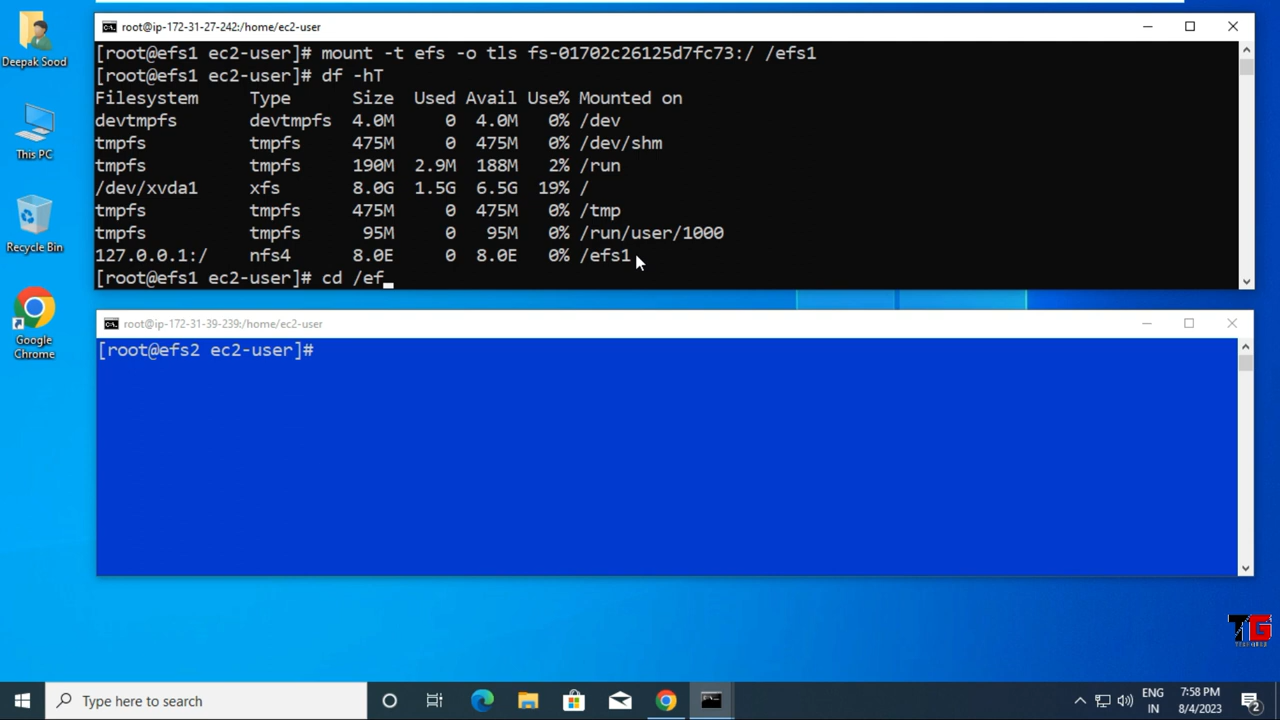 Deepak Sood
This PC
Recycle Bin
Google
Chrome
root@ip-172-31-27-242:/home/ec2-user
[root@efs1 ec2-user]# mount -t efs -o tls fs-01702c26125d7fc73:/ /efs1
[root@efs1 ec2-user]# df -hT
Filesystem Type Size Used Avail Use% Mounted on
devtmpfs devtmpfs 4.0M 0 4.0M 0% /dev
tmpfs tmpfs 475M 0 475M 0% /dev/shm
tmpfs tmpfs 190M 2.9M 188M 2% /run
/dev/xvda1 xfs 8.0G 1.5G 6.5G 19% /
tmpfs tmpfs 475M 0 475M 0% /tmp
tmpfs tmpfs 95M 0 95M 0% /run/user/1000
127.0.0.1:/ nfs4 8.0E 0 8.0E 0% /efs1
[root@efs1 ec2-user]# cd /ef_
root@ip-172-31-39-239:/home/ec2-user
[root@efs2 ec2-user]#
TG
Type here to search
ENG
IN
7:58 PM
8/4/2023
2